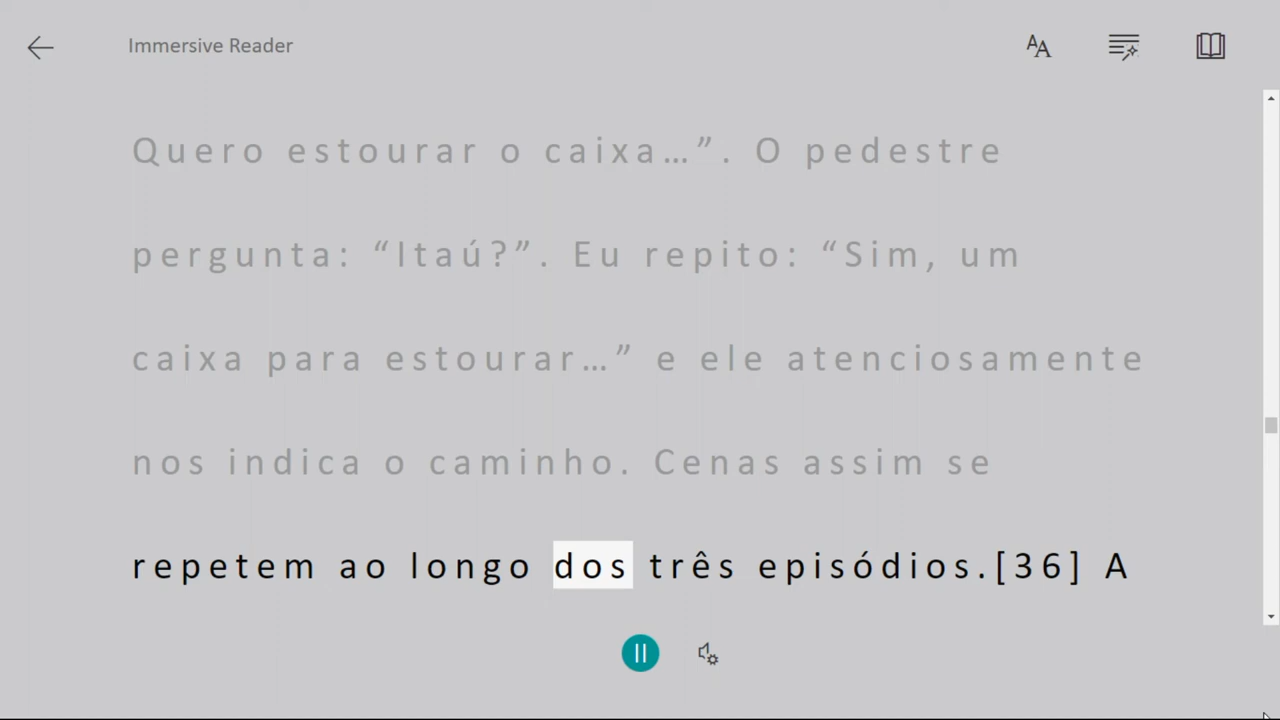 Immersive Reader
Quero estourar o caixa…”. O pedestre
pergunta: “Itaú?”. Eu repito: “Sim, um
caixa para estourar…” e ele atenciosamente
nos indica o caminho. Cenas assim se
repetem ao longo dos três episódios.[36] A